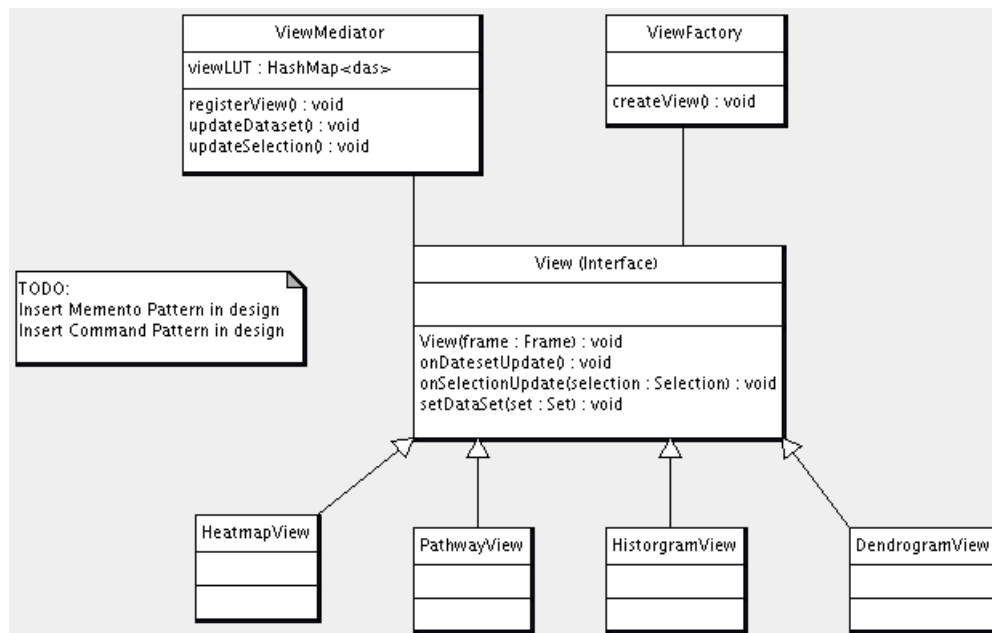 ViewMediator
viewLUT : HashMap<das>
registerView() : void
updateDataset() : void
updateSelection() : void
ViewFactory
createView() : void
View (Interface)
View(frame : Frame) : void
onDatesetUpdate() : void
onSelectionUpdate(selection : Selection) : void
setDataSet(set : Set) : void
TODO:
Insert Memento Pattern in design
Insert Command Pattern in design
HeatmapView
PathwayView
HistorgramView
DendrogramView